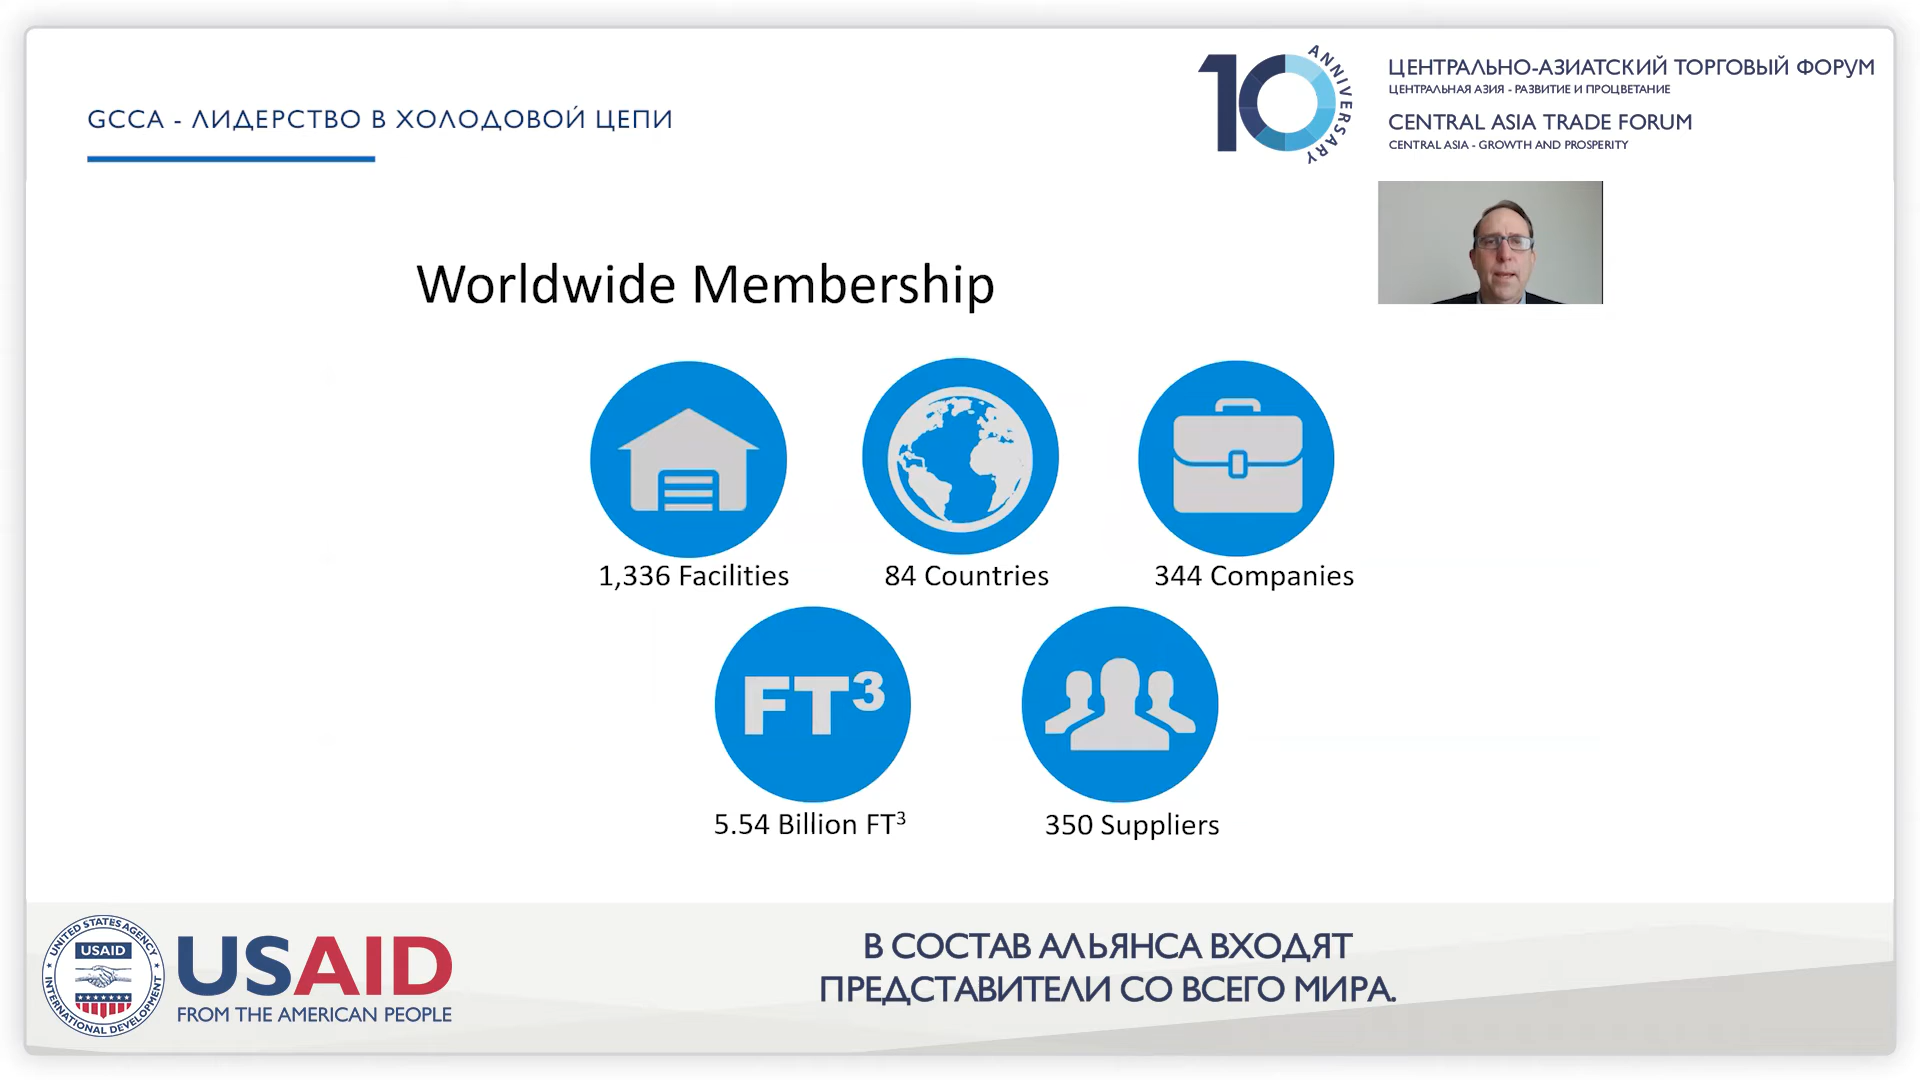 GCCA - ЛИДЕРСТВО В ХОЛОДОВОЙ ЦЕПИ
10 ANNIVERSARY
ЦЕНТРАЛЬНО-АЗИАТСКИЙ ТОРГОВЫЙ ФОРУМ
ЦЕНТРАЛЬНАЯ АЗИЯ - РАЗВИТИЕ И ПРОЦВЕТАНИЕ
CENTRAL ASIA TRADE FORUM
CENTRAL ASIA - GROWTH AND PROSPERITY
Worldwide Membership
1,336 Facilities
84 Countries
344 Companies
FT³
5.54 Billion FT³
350 Suppliers
UNITED STATES AGENCY
USAID
INTERNATIONAL DEVELOPMENT
USAID
FROM THE AMERICAN PEOPLE
В СОСТАВ АЛЬЯНСА ВХОДЯТ
ПРЕДСТАВИТЕЛИ СО ВСЕГО МИРА.